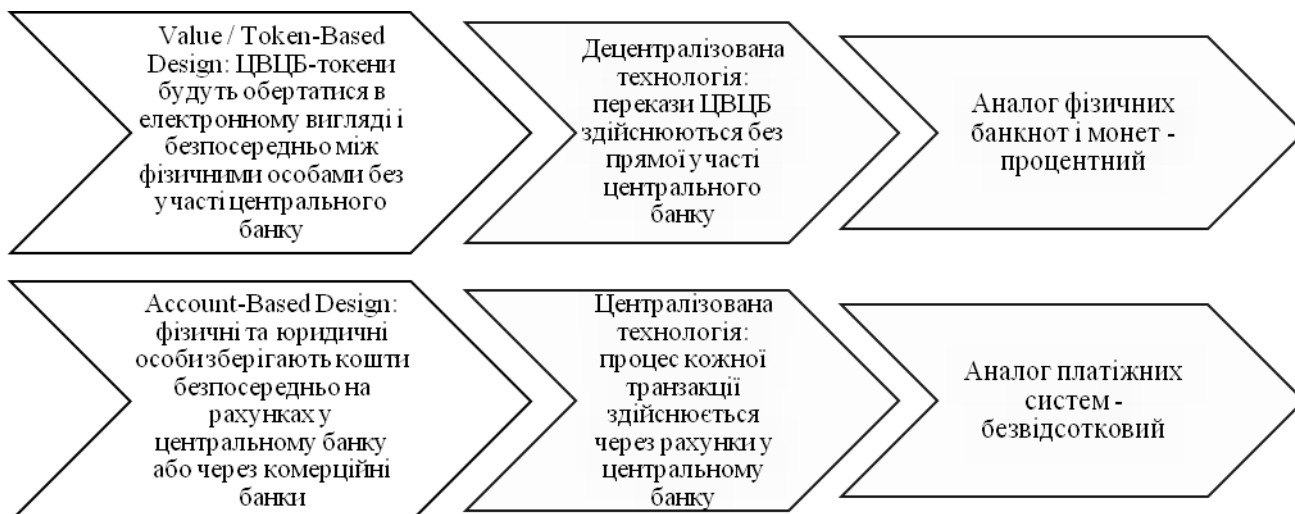 Value / Token-Based
Design: ЦВЦБ-токени
будуть обертатися в
електронному вигляді і
безпосередньо між
фізичними особами без
участі центрального
банку
Децентралізована
технологія:
перекази ЦВЦБ
здійснюються без
прямої участі
центрального
банку
Аналог фізичних
банкнот і монет -
процентний
Account-Based Design:
фізичні та юридичні
особи зберігають кошти
безпосередньо на
рахунках у
центральному банку
або через комерційні
банки
Централізована
технологія:
процес кожної
транзакції
здійснюється
через рахунки у
центральному
банку
Аналог платіжних
систем -
безвідсотковий